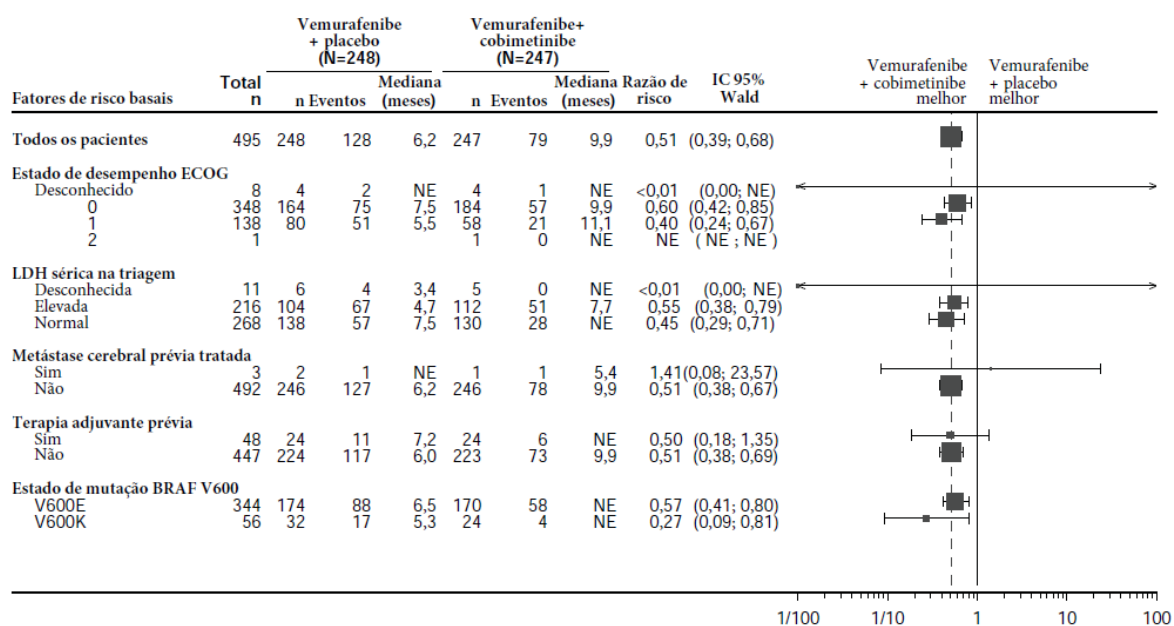 Vemurafenibe + placebo (N=248) Vemurafenibe+ cobimetinibe (N=247)
Fatores de risco basais Total n n Eventos Mediana (meses) n Eventos Mediana (meses) Razão de risco IC 95% Wald Vemurafenibe + cobimetinibe melhor Vemurafenibe + placebo melhor
Todos os pacientes 495 248 128 6,2 247 79 9,9 0,51 (0,39; 0,68)
Estado de desempenho ECOG
Desconhecido 8 4 2 NE 4 1 NE <0,01 (0,00; NE)
0 348 164 75 7,5 184 57 9,9 0,60 (0,42; 0,85)
1 138 80 51 5,5 58 21 11,1 0,40 (0,24; 0,67)
2 1 1 0 NE NE ( NE ; NE )
LDH sérica na triagem
Desconhecida 11 6 4 3,4 5 0 NE <0,01 (0,00; NE)
Elevada 216 104 67 4,7 112 51 7,7 0,55 (0,38; 0,79)
Normal 268 138 57 7,5 130 28 NE 0,45 (0,29; 0,71)
Metástase cerebral prévia tratada
Sim 3 2 1 NE 1 1 5,4 1,41(0,08; 23,57)
Não 492 246 127 6,2 246 78 9,9 0,51 (0,38; 0,67)
Terapia adjuvante prévia
Sim 48 24 11 7,2 24 6 NE 0,50 (0,18; 1,35)
Não 447 224 117 6,0 223 73 9,9 0,51 (0,38; 0,69)
Estado de mutação BRAF V600
V600E 344 174 88 6,5 170 58 NE 0,57 (0,41; 0,80)
V600K 56 32 17 5,3 24 4 NE 0,27 (0,09; 0,81)
1/100 1/10 1 10 100